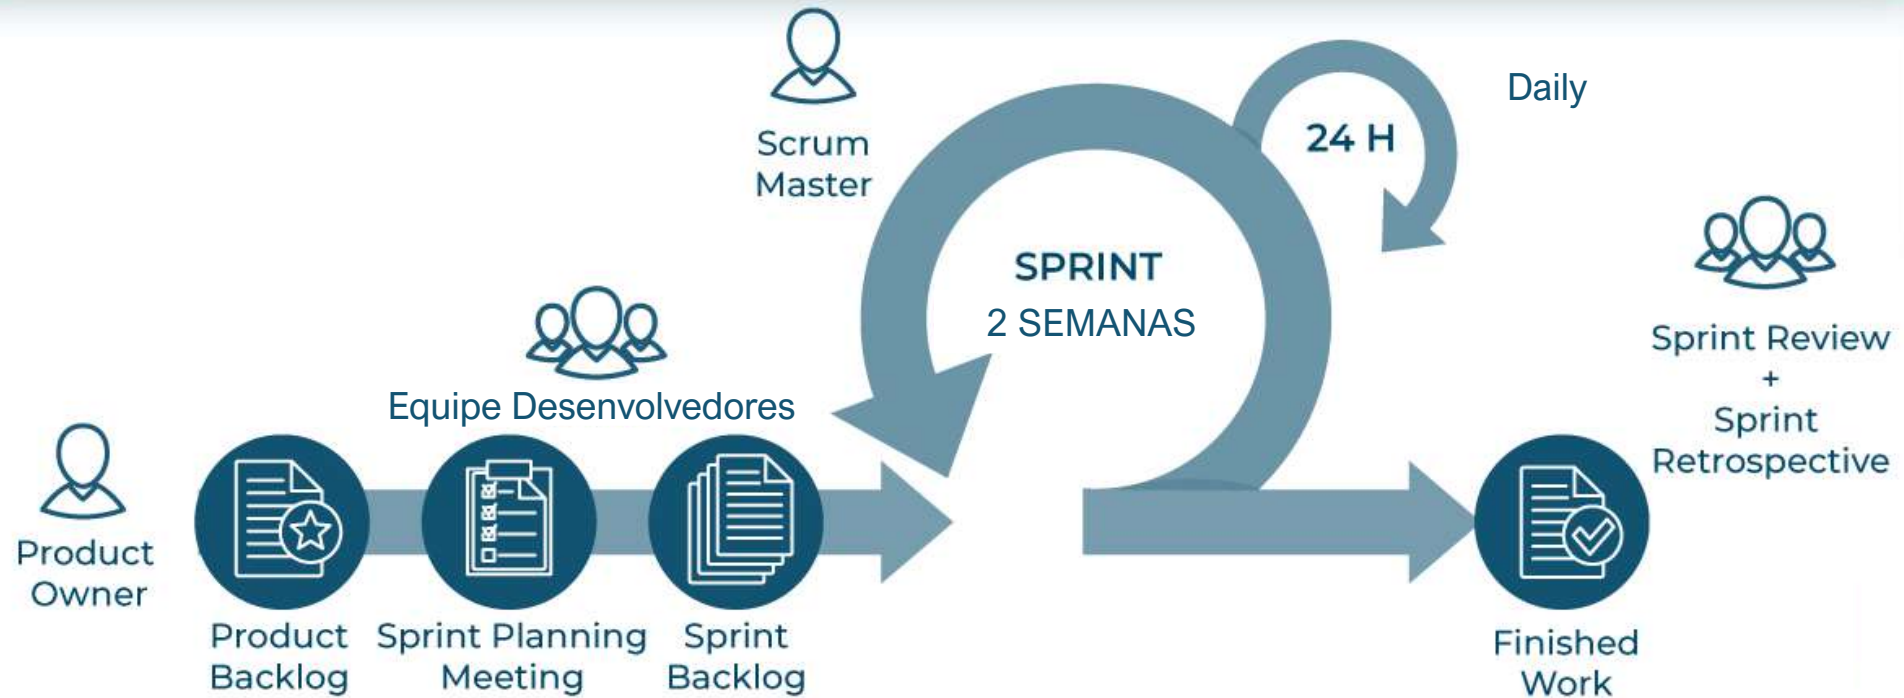 Scrum
Master
Daily
24 H
SPRINT
2 SEMANAS
Equipe Desenvolvedores
Product
Owner
Product
Backlog
Sprint Planning
Meeting
Sprint
Backlog
Sprint Review
+
Sprint
Retrospective
Finished
Work